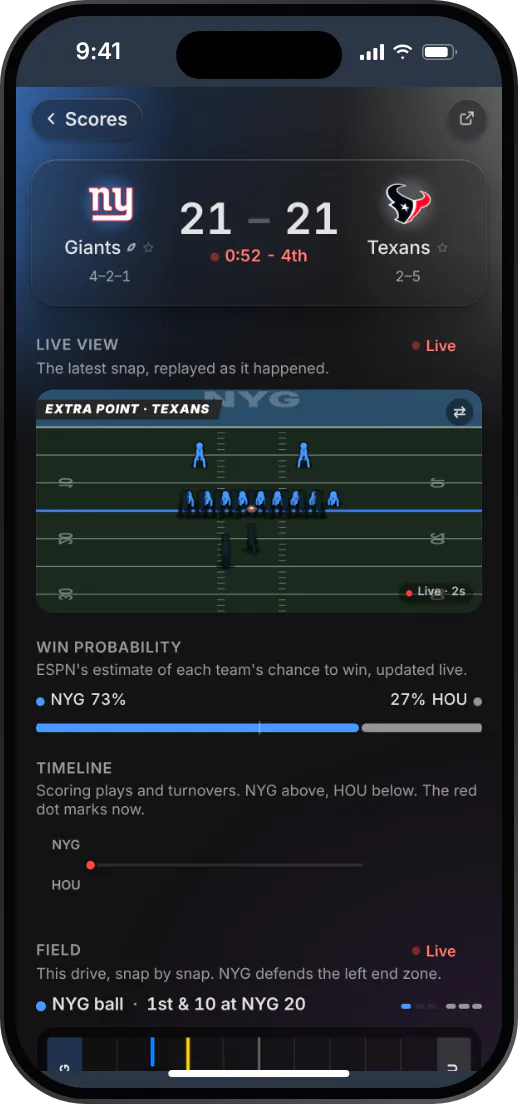 9:41
Scores
ny
21 – 21
Giants
Texans
0:52 - 4th
4–2–1
2–5
LIVE VIEW
Live
The latest snap, replayed as it happened.
NYG
EXTRA POINT · TEXANS
Live · 2s
WIN PROBABILITY
ESPN's estimate of each team's chance to win, updated live.
NYG 73%
27% HOU
TIMELINE
Scoring plays and turnovers. NYG above, HOU below. The red
dot marks now.
NYG
HOU
FIELD
Live
This drive, snap by snap. NYG defends the left end zone.
NYG ball · 1st & 10 at NYG 20